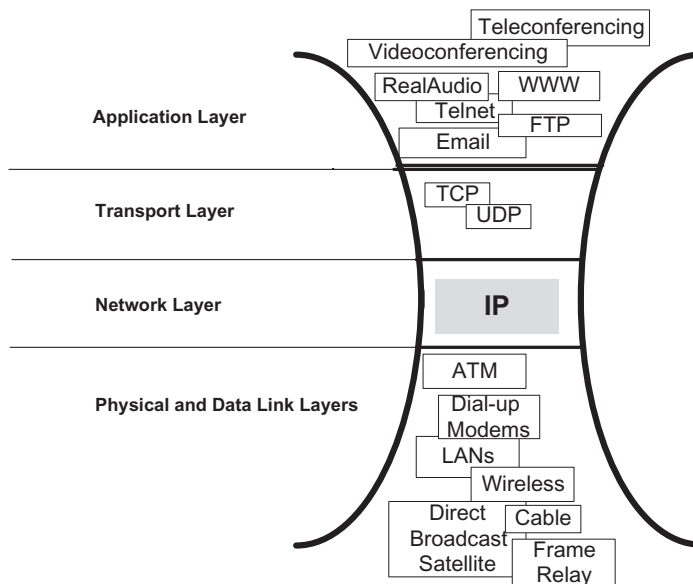 Teleconferencing
Videoconferencing
RealAudio
WWW
Application Layer
Telnet
FTP
Email
TCP
Transport Layer
UDP
Network Layer
IP
ATM
Physical and Data Link Layers
Dial-up
Modems
LANs
Wireless
Direct
Broadcast
Satellite
Cable
Frame
Relay